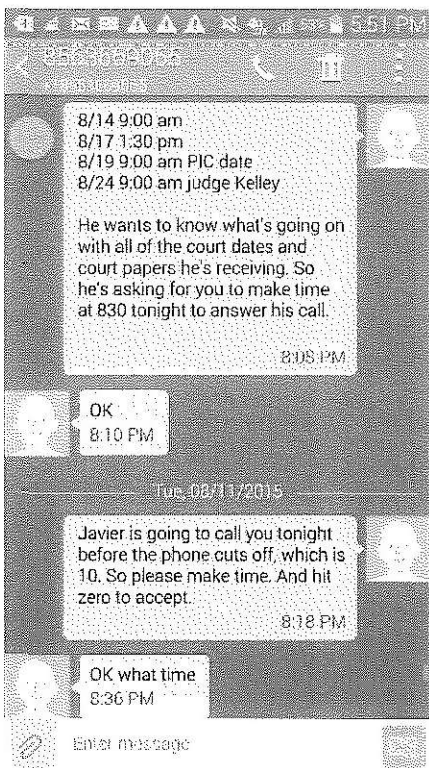 5:51 PM
8/14 9:00 am
8/17 1:30 pm
8/19 9:00 am PIC date
8/24 9:00 am judge Kelley
He wants to know what's going on
with all of the court dates and
court papers he's receiving. So
he's asking for you to make time
at 830 tonight to answer his call.
8:08 PM
OK
8:10 PM
Tue, 08/11/2015
Javier is going to call you tonight
before the phone cuts off, which is
10. So please make time. And hit
zero to accept.
8:18 PM
OK what time
8:36 PM
Enter message